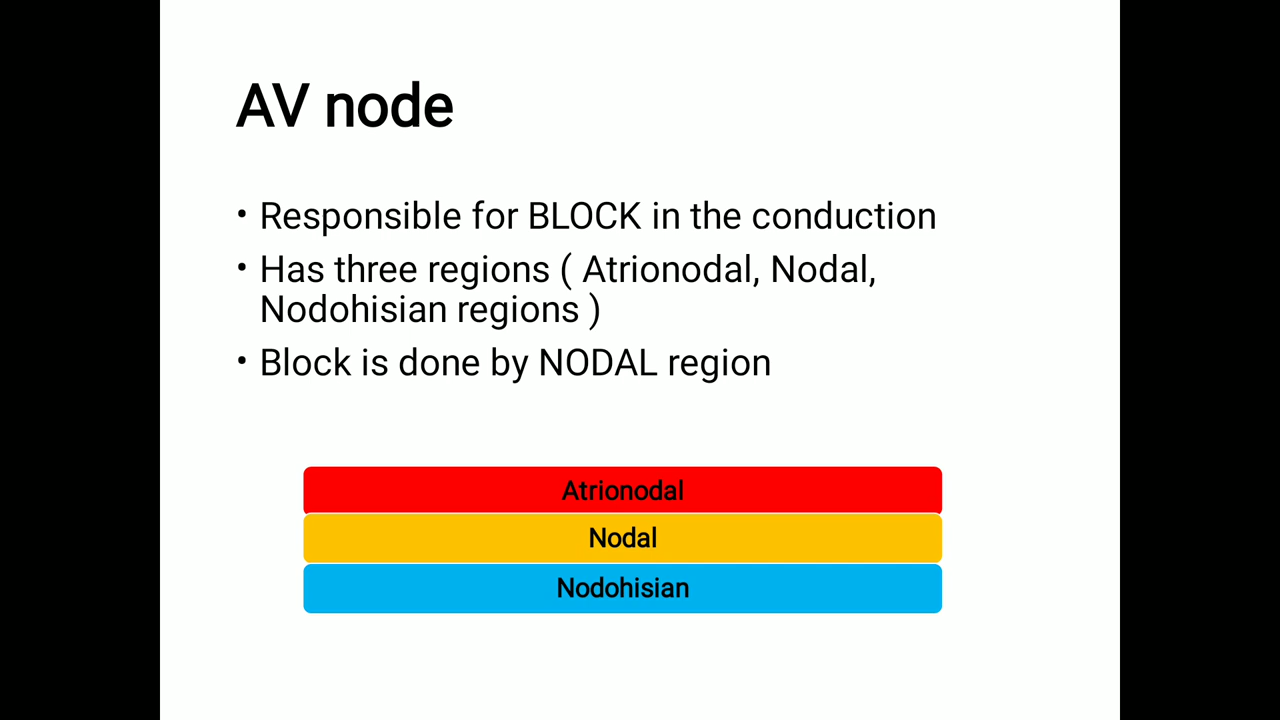 AV node
• Responsible for BLOCK in the conduction
• Has three regions ( Atrionodal, Nodal,
Nodohisian regions )
• Block is done by NODAL region
Atrionodal
Nodal
Nodohisian